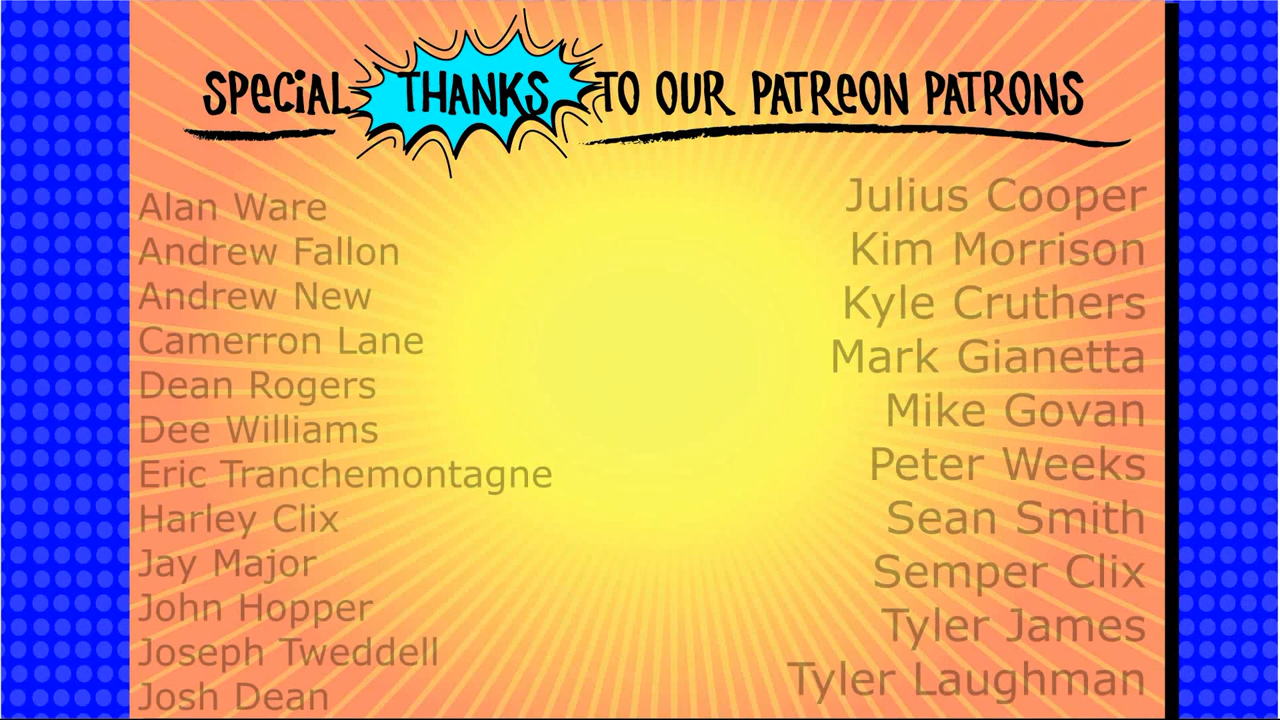 SPeCiAL THANKS TO OUR PATReON PATRONS
Alan Ware
Andrew Fallon
Andrew New
Camerron Lane
Dean Rogers
Dee Williams
Eric Tranchemontagne
Harley Clix
Jay Major
John Hopper
Joseph Tweddell
Josh Dean
Julius Cooper
Kim Morrison
Kyle Cruthers
Mark Gianetta
Mike Govan
Peter Weeks
Sean Smith
Semper Clix
Tyler James
Tyler Laughman